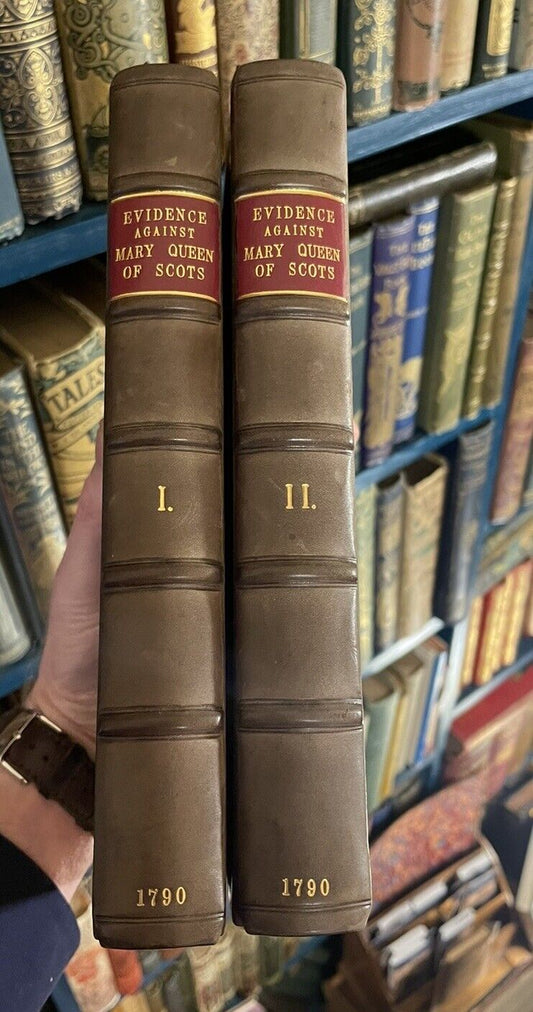 EVIDENCE
AGAINST
MARY QUEEN
OF SCOTS
I.
1790
EVIDENCE
AGAINST
MARY QUEEN
OF SCOTS
II.
1790
TALES